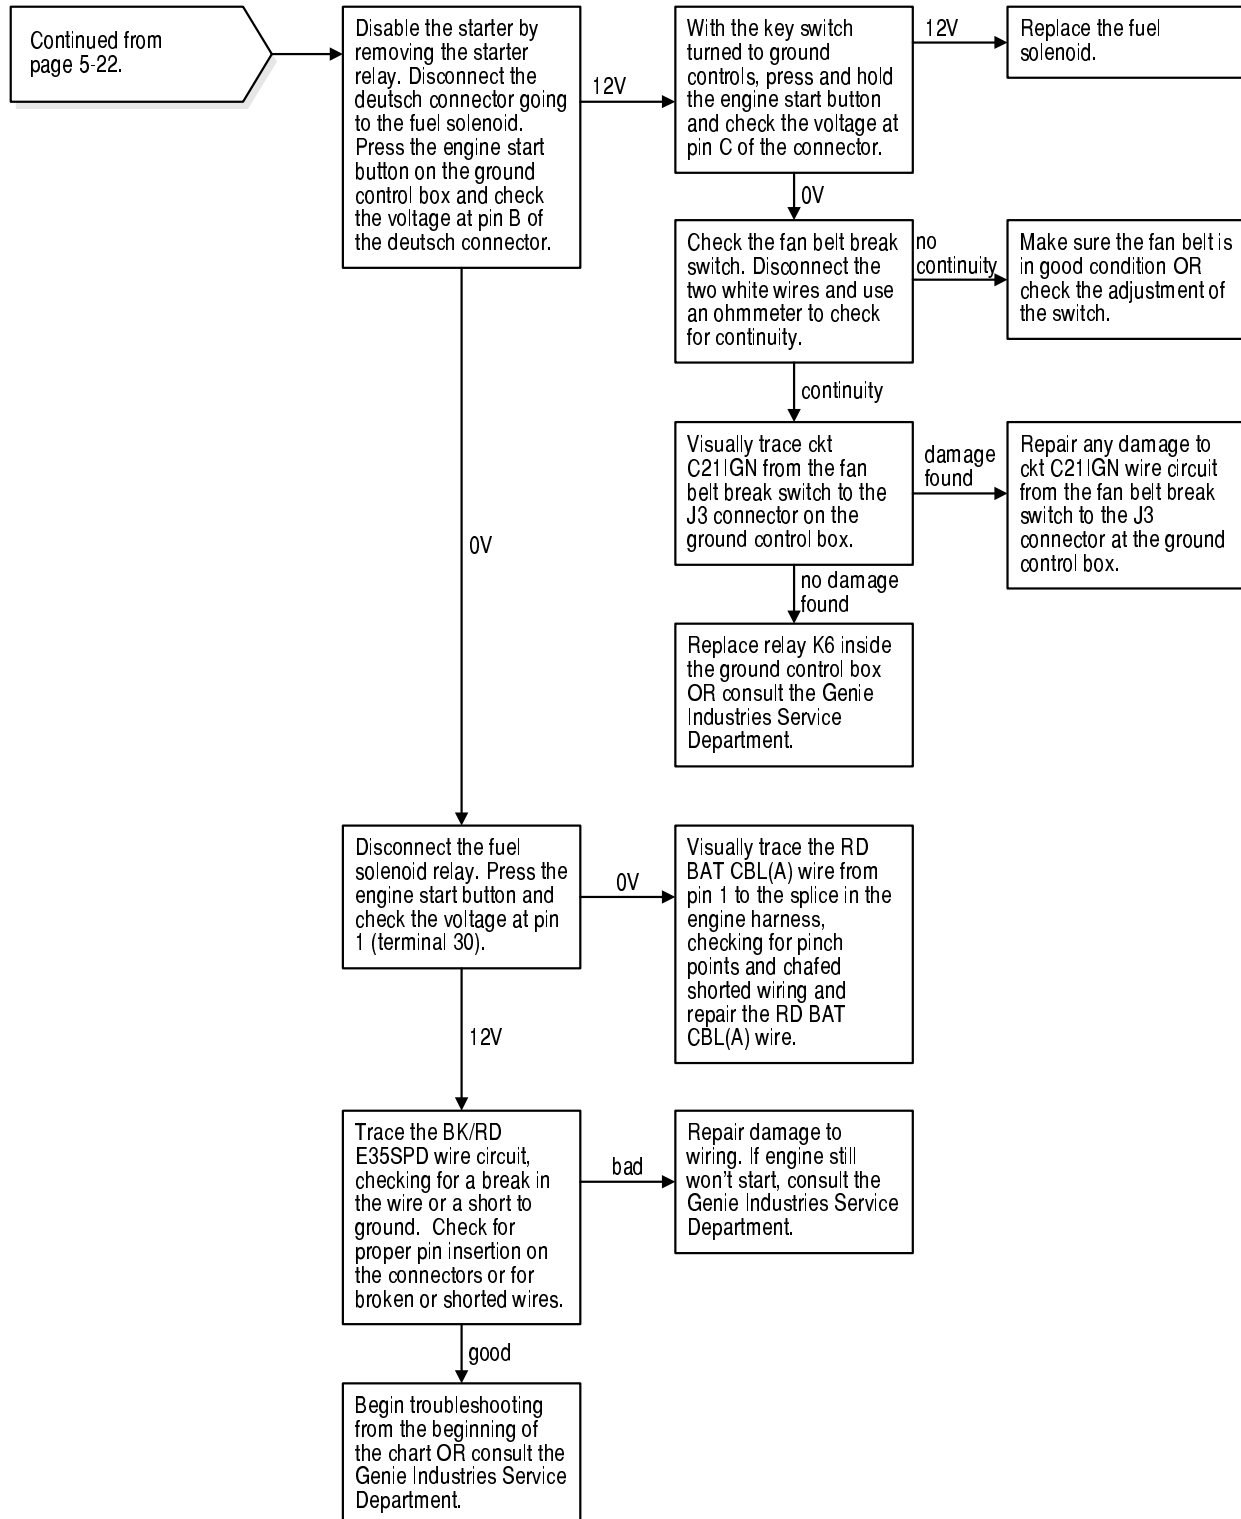 Continued from
page 5-22.
Disable the starter by
removing the starter
relay. Disconnect the
deutsch connector going
to the fuel solenoid.
Press the engine start
button on the ground
control box and check
the voltage at pin B of
the deutsch connector.
12V
With the key switch
turned to ground
controls, press and hold
the engine start button
and check the voltage at
pin C of the connector.
12V
Replace the fuel
solenoid.
0V
Check the fan belt break
switch. Disconnect the
two white wires and use
an ohmmeter to check
for continuity.
no
continuity
Make sure the fan belt is
in good condition OR
check the adjustment of
the switch.
continuity
Visually trace ckt
C21IGN from the fan
belt break switch to the
J3 connector on the
ground control box.
damage
found
Repair any damage to
ckt C21IGN wire circuit
from the fan belt break
switch to the J3
connector at the ground
control box.
no damage
found
Replace relay K6 inside
the ground control box
OR consult the Genie
Industries Service
Department.
0V
Disconnect the fuel
solenoid relay. Press the
engine start button and
check the voltage at pin
1 (terminal 30).
0V
Visually trace the RD
BAT CBL(A) wire from
pin 1 to the splice in the
engine harness,
checking for pinch
points and chafed
shorted wiring and
repair the RD BAT
CBL(A) wire.
12V
Trace the BK/RD
E35SPD wire circuit,
checking for a break in
the wire or a short to
ground. Check for
proper pin insertion on
the connectors or for
broken or shorted wires.
bad
Repair damage to
wiring. If engine still
won't start, consult the
Genie Industries Service
Department.
good
Begin troubleshooting
from the beginning of
the chart OR consult the
Genie Industries Service
Department.